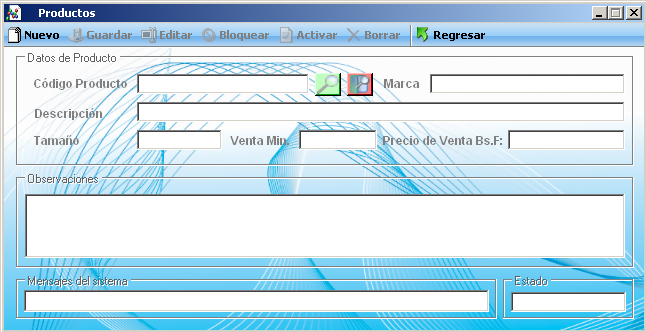 Productos
Nuevo Guardar Editar Bloquear Activar Borrar Regresar
Datos de Producto
Código Producto Marca
Descripción
Tamaño Venta Min. Precio de Venta Bs.F:
Observaciones
Mensajes del sistema Estado